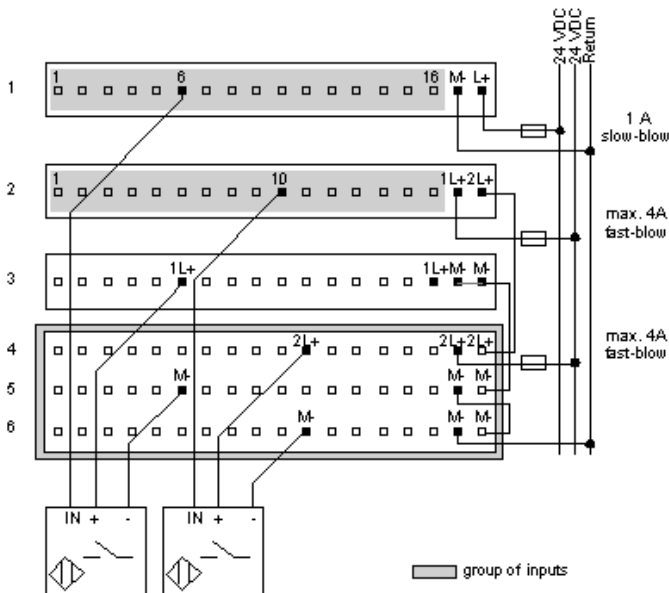 24 VDC
24 VDC
Return
1 6 16 M- L+
1
1 A
slow-blow
1 10 1L+ 2L+
2
max. 4A
fast-blow
1L+ 1L+ M- M-
3
2L+ 2L+ 2L+
4
max. 4A
fast-blow
M- M- M-
5
M- M- M-
6
IN + - IN + -
group of inputs